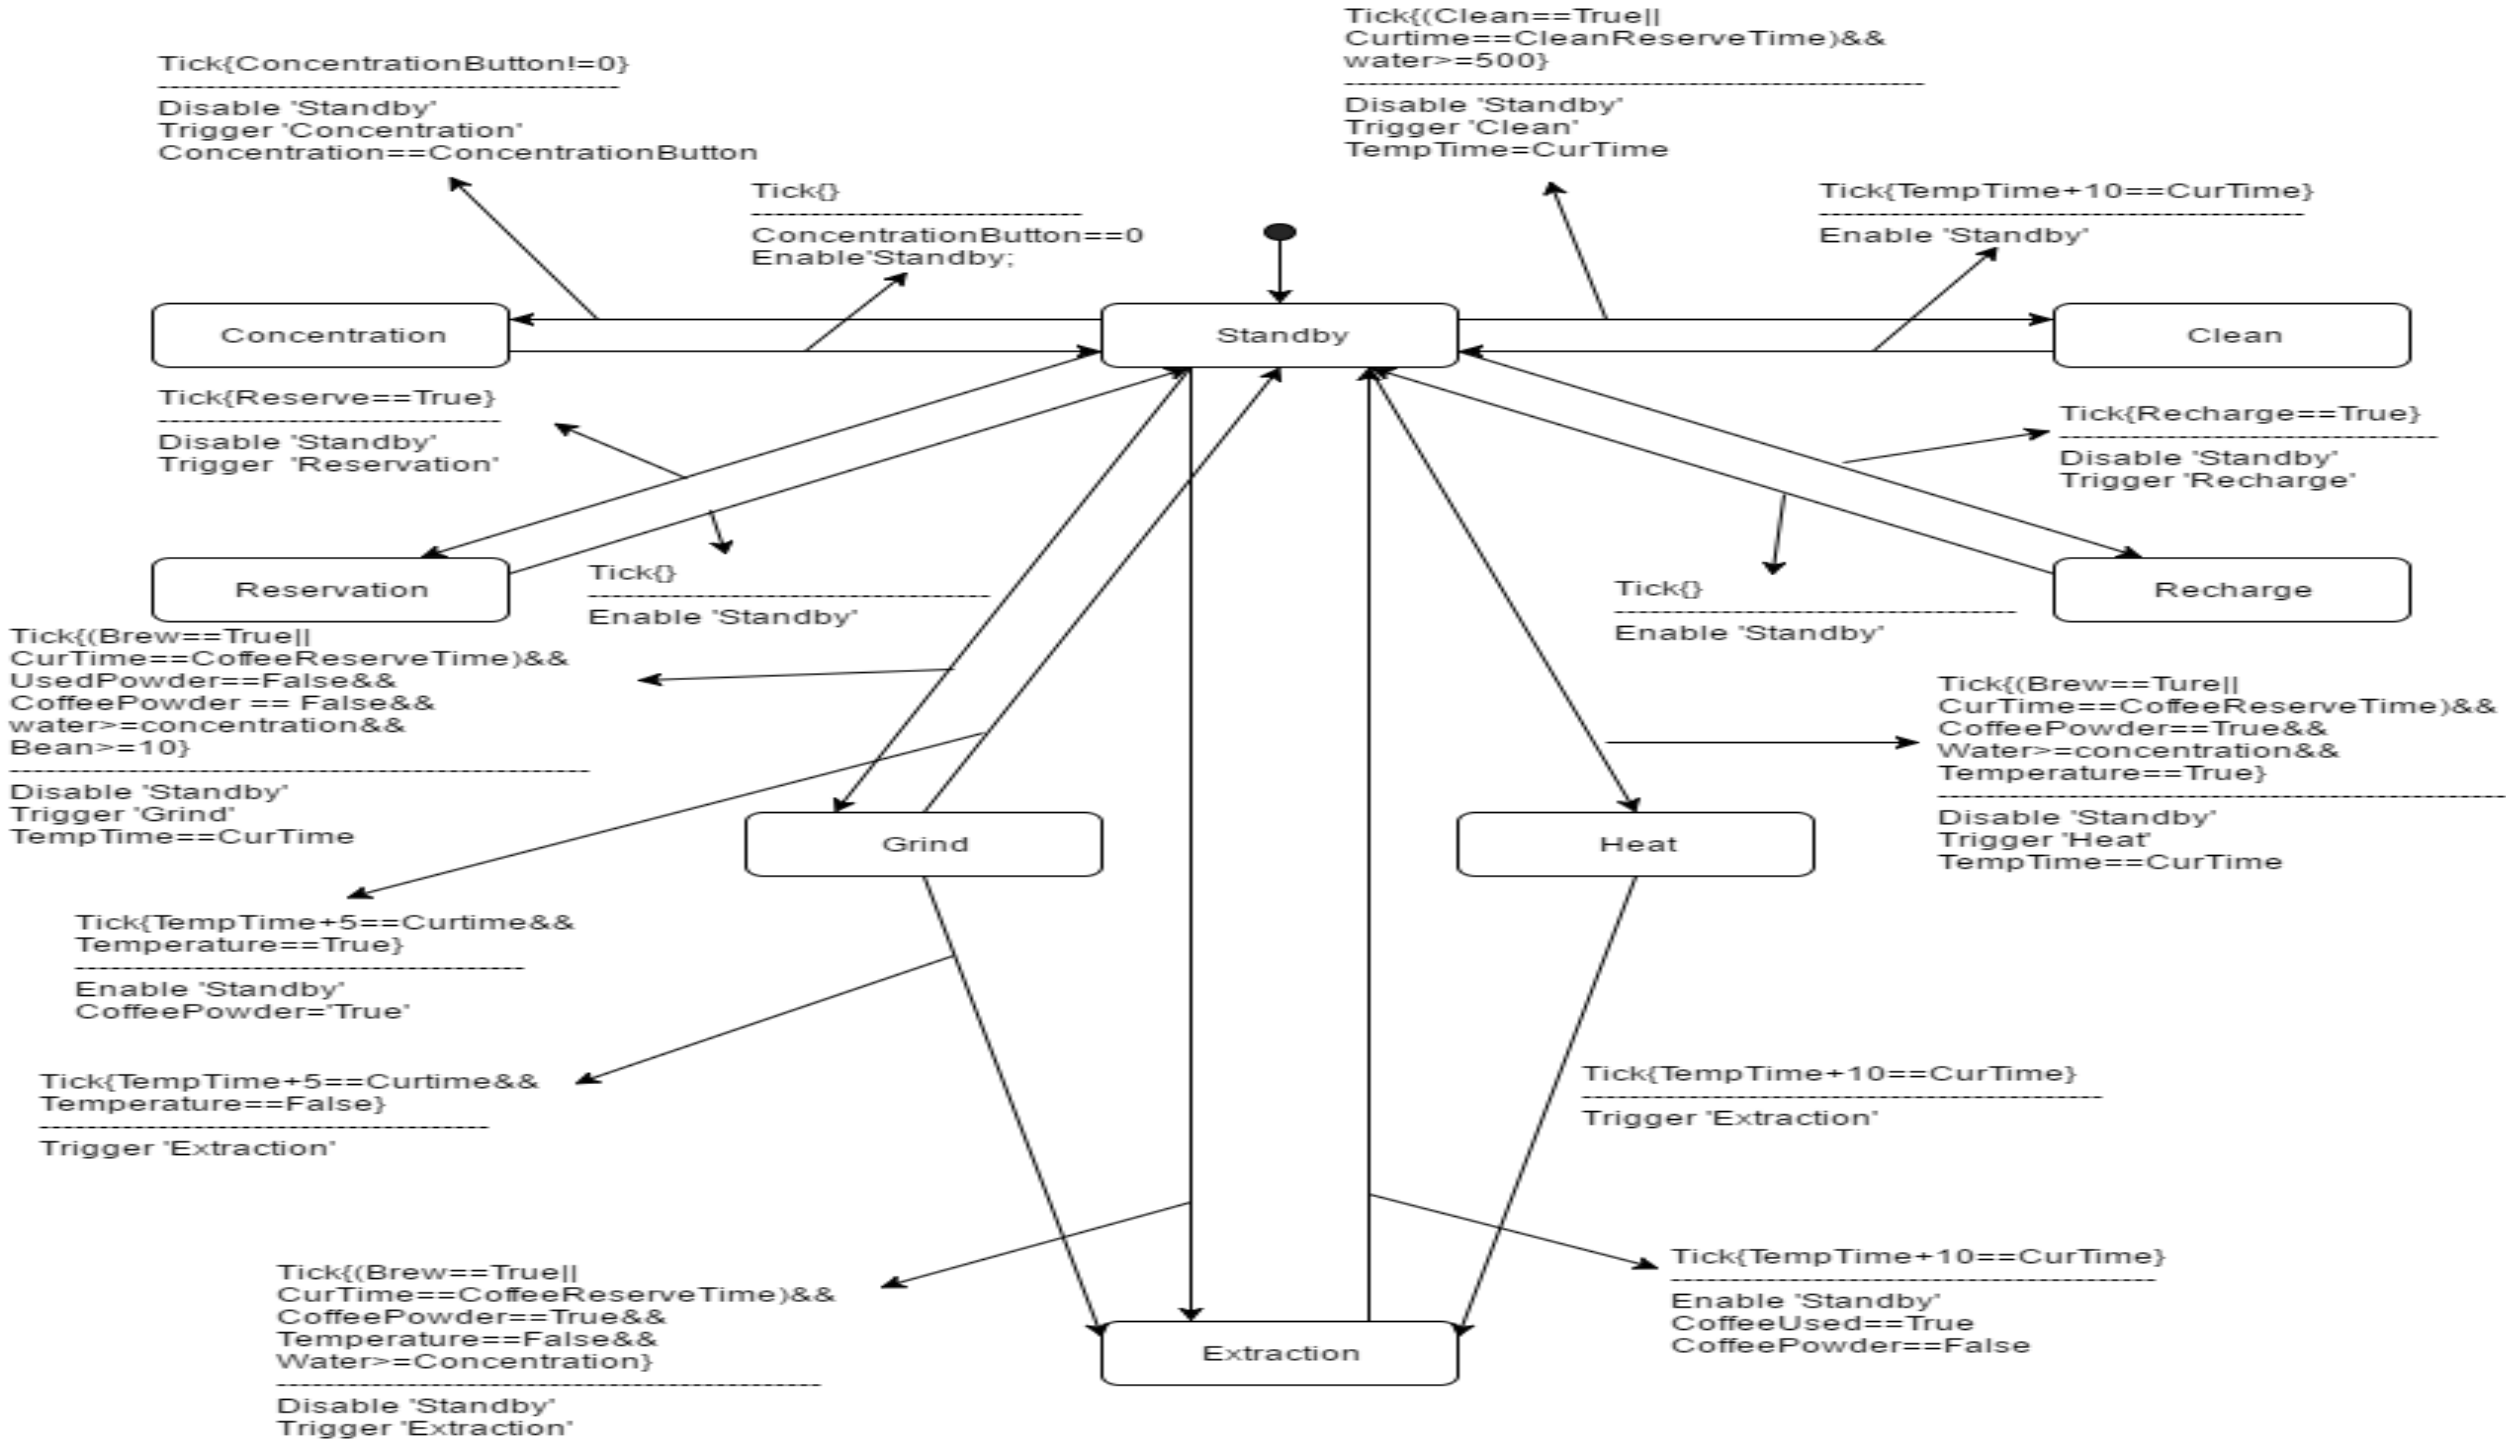 Tick{(Clean==True||
Curtime==CleanReserveTime)&&
water>=500}
Disable 'Standby'
Trigger 'Clean'
TempTime=CurTime
Tick{ConcentrationButton!=0}
Disable 'Standby'
Trigger 'Concentration'
Concentration==ConcentrationButton
Tick{}
ConcentrationButton==0
Enable'Standby;
Tick{TempTime+10==CurTime}
Enable 'Standby'
Concentration
Standby
Clean
Tick{Reserve==True}
Disable 'Standby'
Trigger 'Reservation'
Tick{Recharge==True}
Disable 'Standby'
Trigger 'Recharge'
Reservation
Tick{}
Enable 'Standby'
Tick{}
Enable 'Standby'
Recharge
Tick{(Brew==True||
CurTime==CoffeeReserveTime)&&
UsedPowder==False&&
CoffeePowder == False&&
water>=concentration&&
Bean>=10}
Disable 'Standby'
Trigger 'Grind'
TempTime==CurTime
Tick{(Brew==Ture||
CurTime==CoffeeReserveTime)&&
CoffeePowder==True&&
Water>=concentration&&
Temperature==True}
Disable 'Standby'
Trigger 'Heat'
TempTime==CurTime
Grind
Heat
Tick{TempTime+5==Curtime&&
Temperature==True}
Enable 'Standby'
CoffeePowder='True'
Tick{TempTime+5==Curtime&&
Temperature==False}
Trigger 'Extraction'
Tick{TempTime+10==CurTime}
Trigger 'Extraction'
Tick{(Brew==True||
CurTime==CoffeeReserveTime)&&
CoffeePowder==True&&
Temperature==False&&
Water>=Concentration}
Disable 'Standby'
Trigger 'Extraction'
Extraction
Tick{TempTime+10==CurTime}
Enable 'Standby'
CoffeeUsed==True
CoffeePowder==False